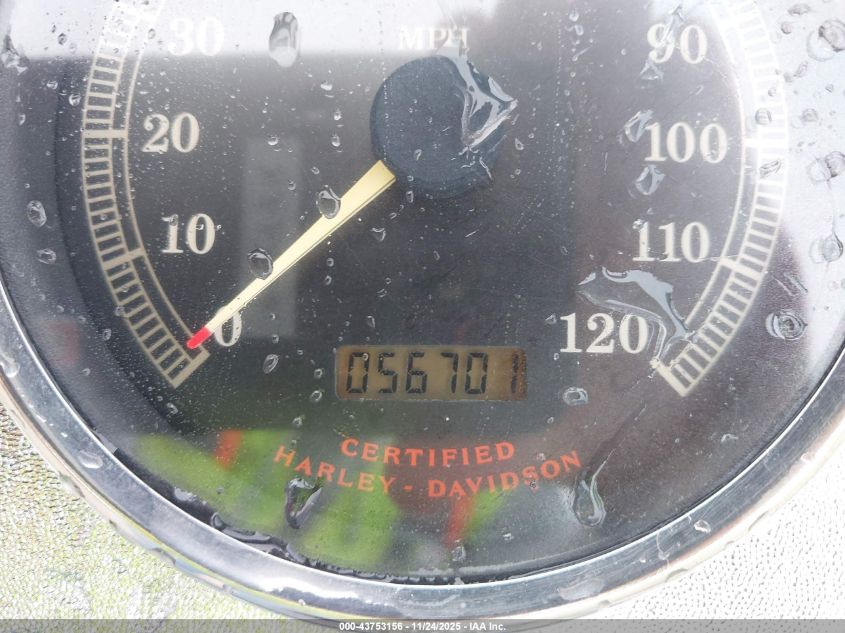 30 MPH 90
20 100
10 110
0 120
056701
CERTIFIED
HARLEY - DAVIDSON
000-43753156 - 11/24/2025 - IAA Inc.